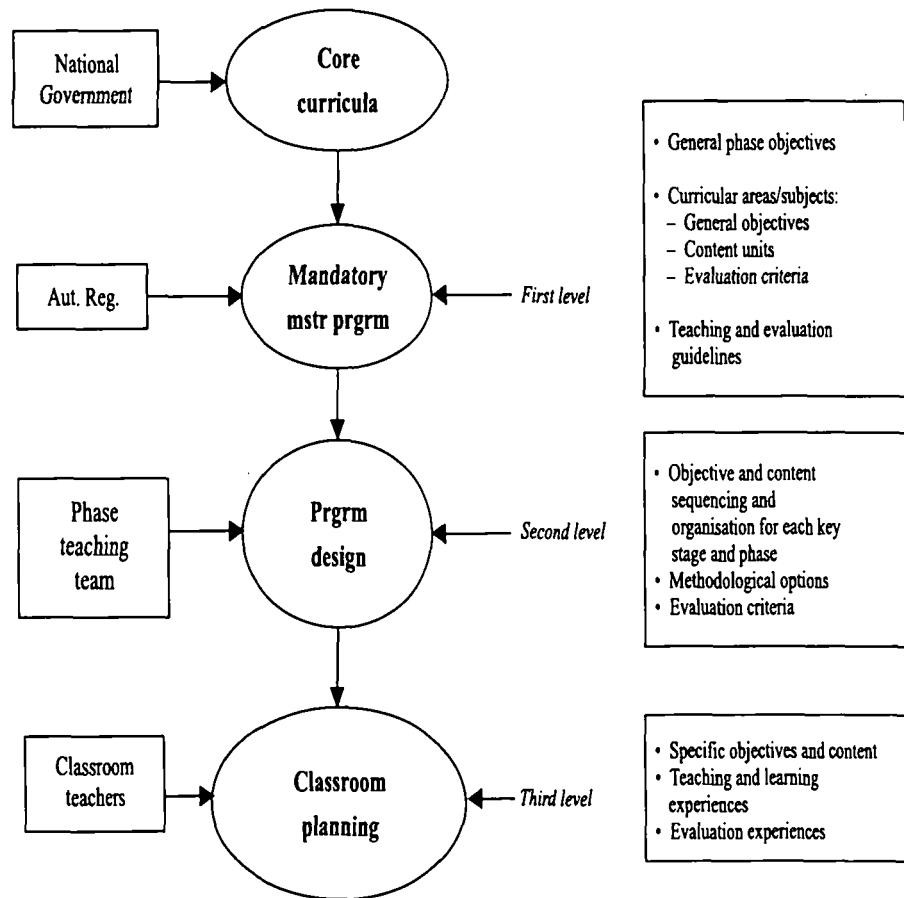 National
Government
Core
curricula
• General phase objectives
• Curricular areas/subjects:
– General objectives
– Content units
– Evaluation criteria
• Teaching and evaluation
guidelines
Aut. Reg.
Mandatory
mstr prgrm
First level
Phase
teaching
team
Prgrm
design
Second level
• Objective and content
sequencing and
organisation for each key
stage and phase
• Methodological options
• Evaluation criteria
Classroom
teachers
Classroom
planning
Third level
• Specific objectives and content
• Teaching and learning
experiences
• Evaluation experiences